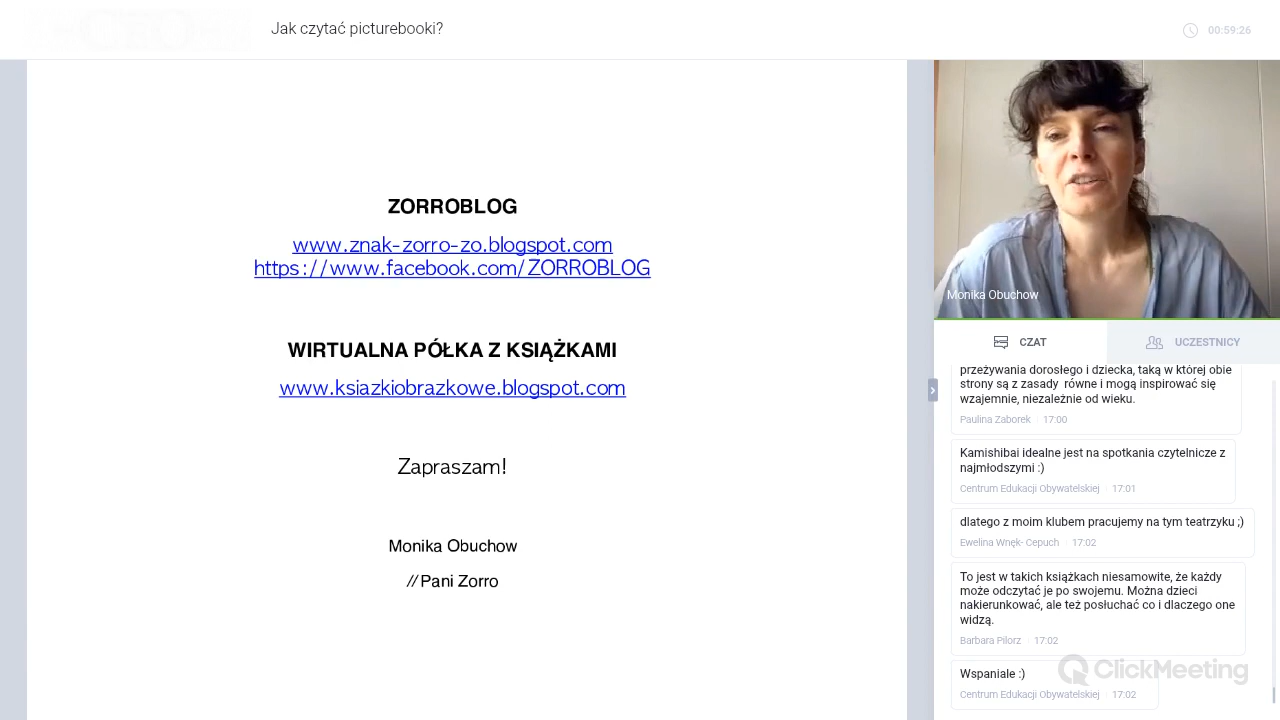 Jak czytać picturebooki?
00:59:26
ZORROBLOG
www.znak-zorro-zo.blogspot.com
https://www.facebook.com/ZORROBLOG
WIRTUALNA PÓŁKA Z KSIĄŻKAMI
www.ksiazkiobrazkowe.blogspot.com
Zapraszam!
Monika Obuchow
//Pani Zorro
Monika Obuchow
CZAT
UCZESTNICY
przeżywania dorosłego i dziecka, taką w której obie
strony są z zasady równe i mogą inspirować się
wzajemnie, niezależnie od wieku.
Paulina Zaborek 17:00
Kamishibai idealne jest na spotkania czytelnicze z
najmłodszymi :)
Centrum Edukacji Obywatelskiej 17:01
dlatego z moim klubem pracujemy na tym teatrzyku ;)
Ewelina Wnęk- Cepuch 17:02
To jest w takich książkach niesamowite, że każdy
może odczytać je po swojemu. Można dzieci
nakierunkować, ale też posłuchać co i dlaczego one
widzą.
Barbara Pilorz 17:02
Wspaniale :)
Centrum Edukacji Obywatelskiej 17:02
ClickMeeting